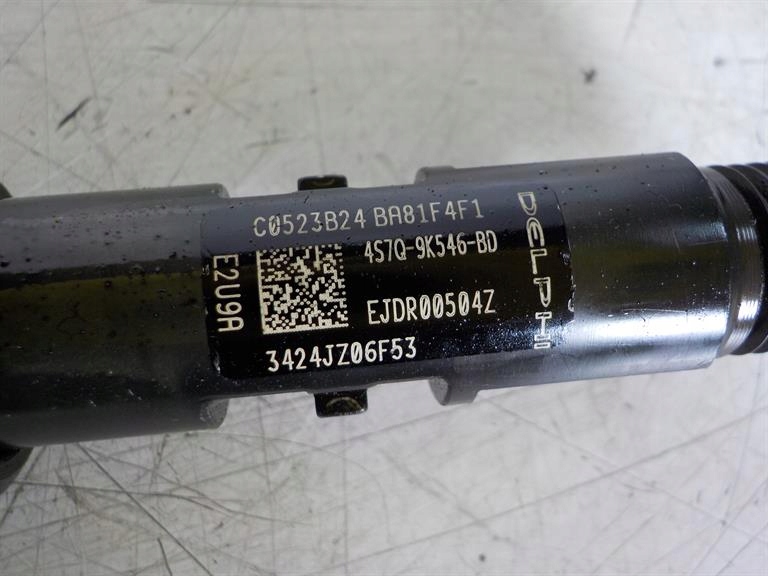 C0523B24 BA81F4F1
4S7Q-9K546-BD
EJDR00504Z
3424JZ06F53
E2U9A
DELPHI